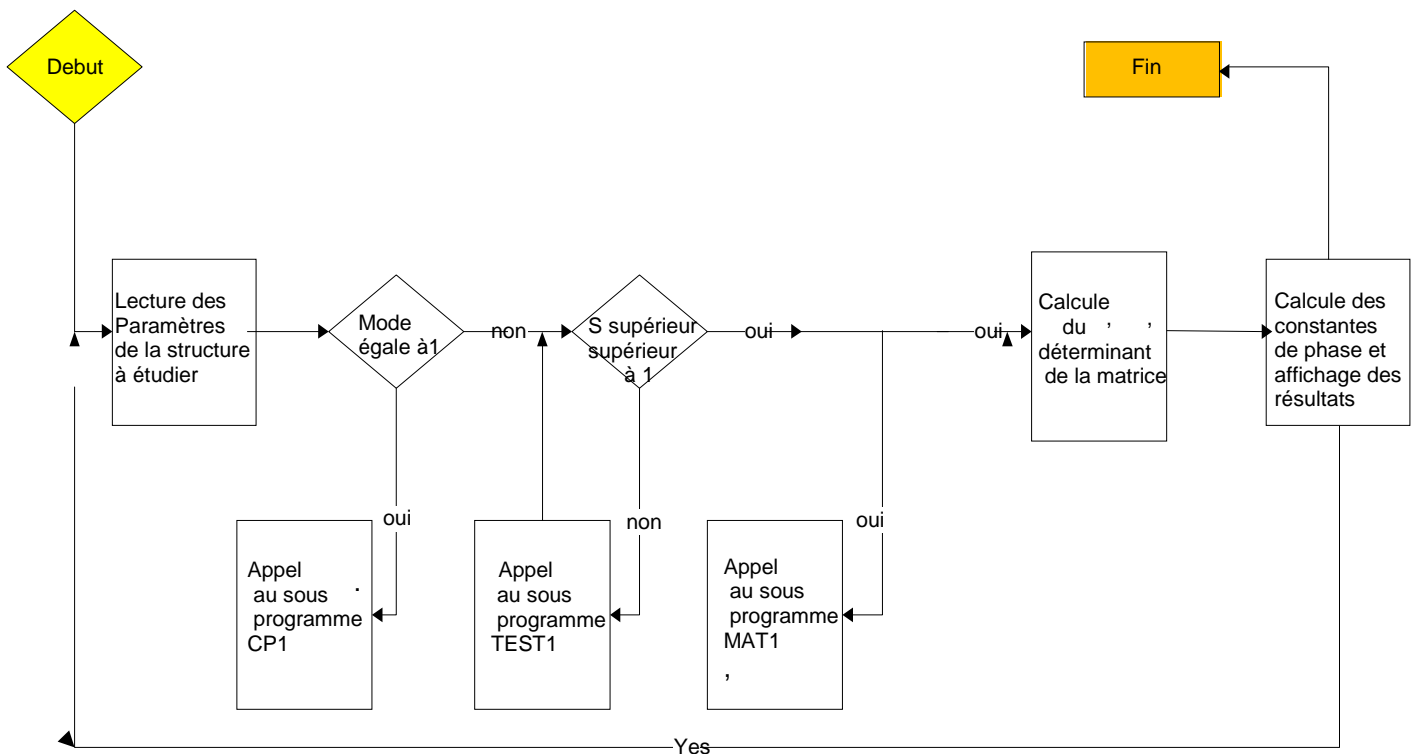 Debut
Fin
Lecture des
Paramètres
de la structure
à étudier
Mode
égale à1
non
S supérieur
supérieur
à 1
oui
oui
Calcule
du , ,
déterminant
de la matrice
Calcule des
constantes
de phase et
affichage des
résultats
oui
non
oui
Appel
au sous .
programme
CP1
Appel
au sous
programme
TEST1
Appel
au sous
programme
MAT1
,
Yes